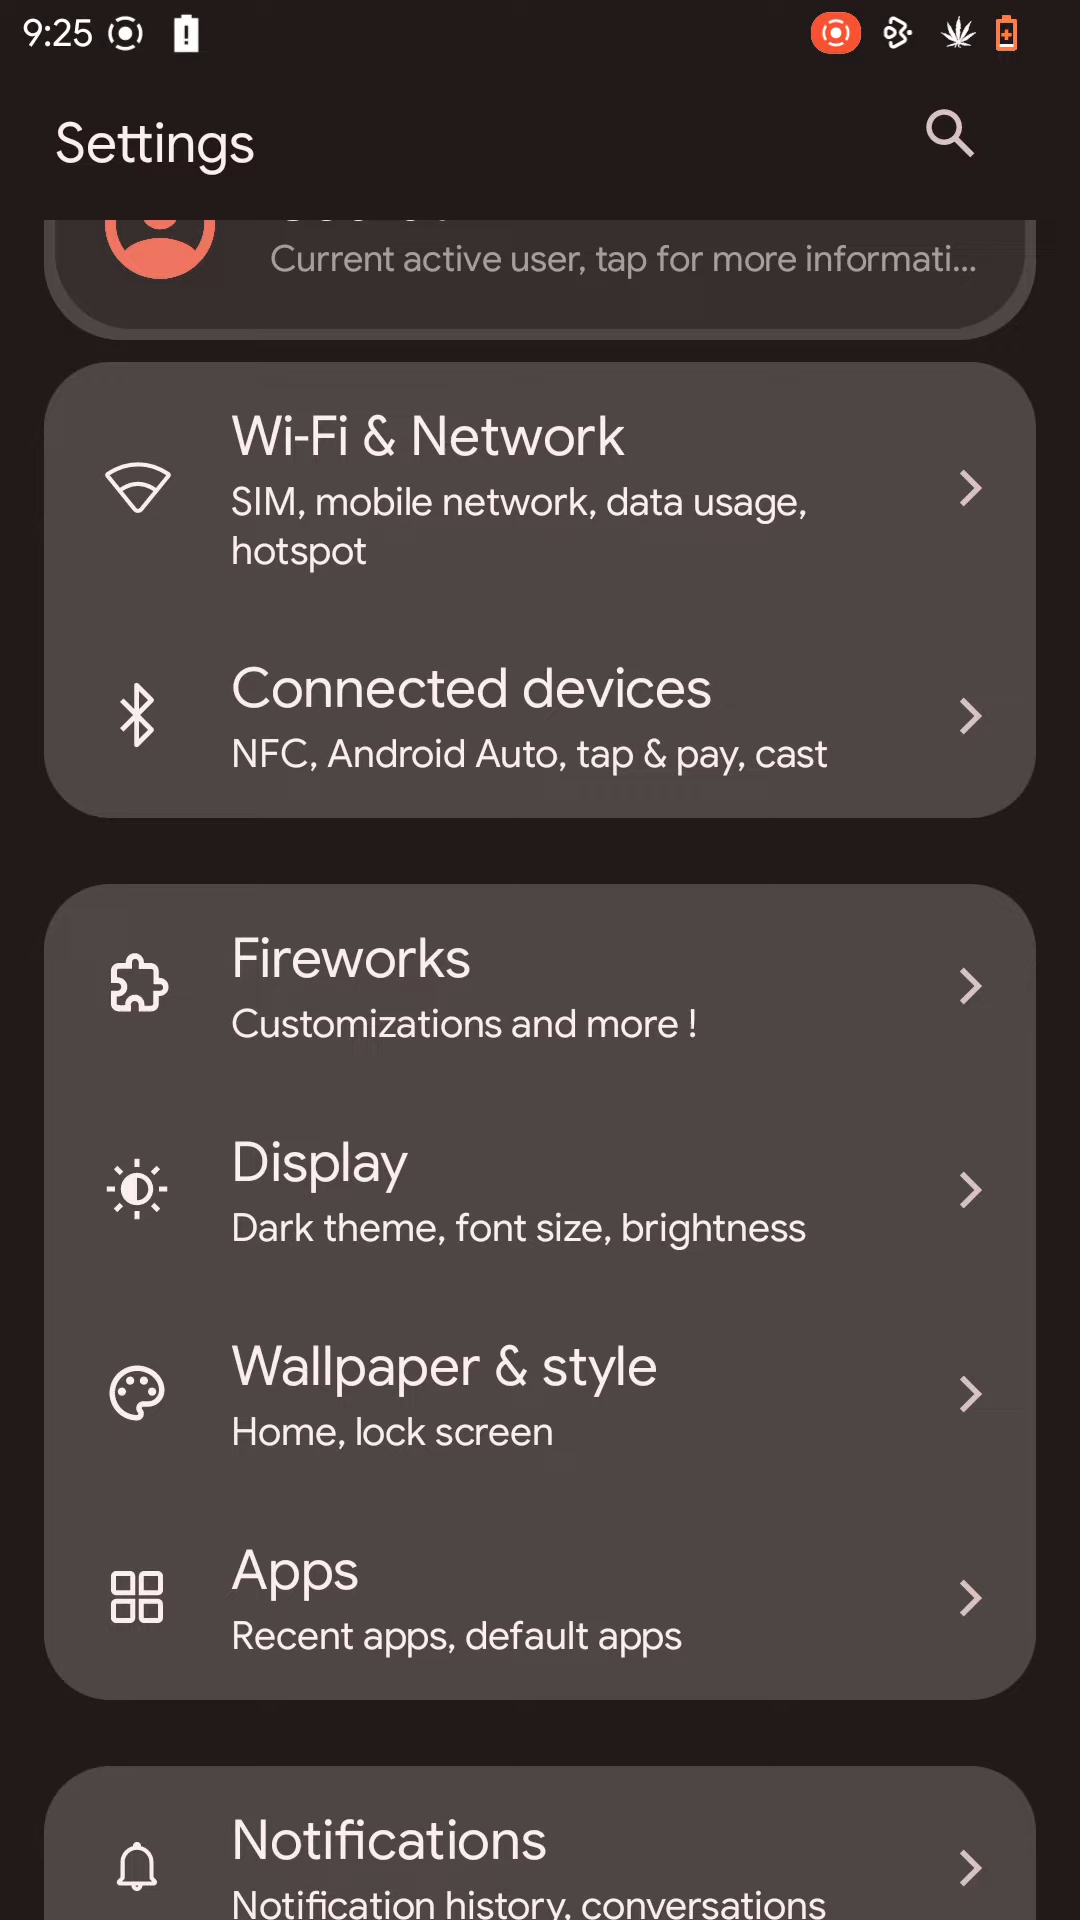 9:25
Settings
Current active user, tap for more informati...
Wi-Fi & Network
SIM, mobile network, data usage,
hotspot
Connected devices
NFC, Android Auto, tap & pay, cast
Fireworks
Customizations and more !
Display
Dark theme, font size, brightness
Wallpaper & style
Home, lock screen
Apps
Recent apps, default apps
Notifications
Notification history, conversations